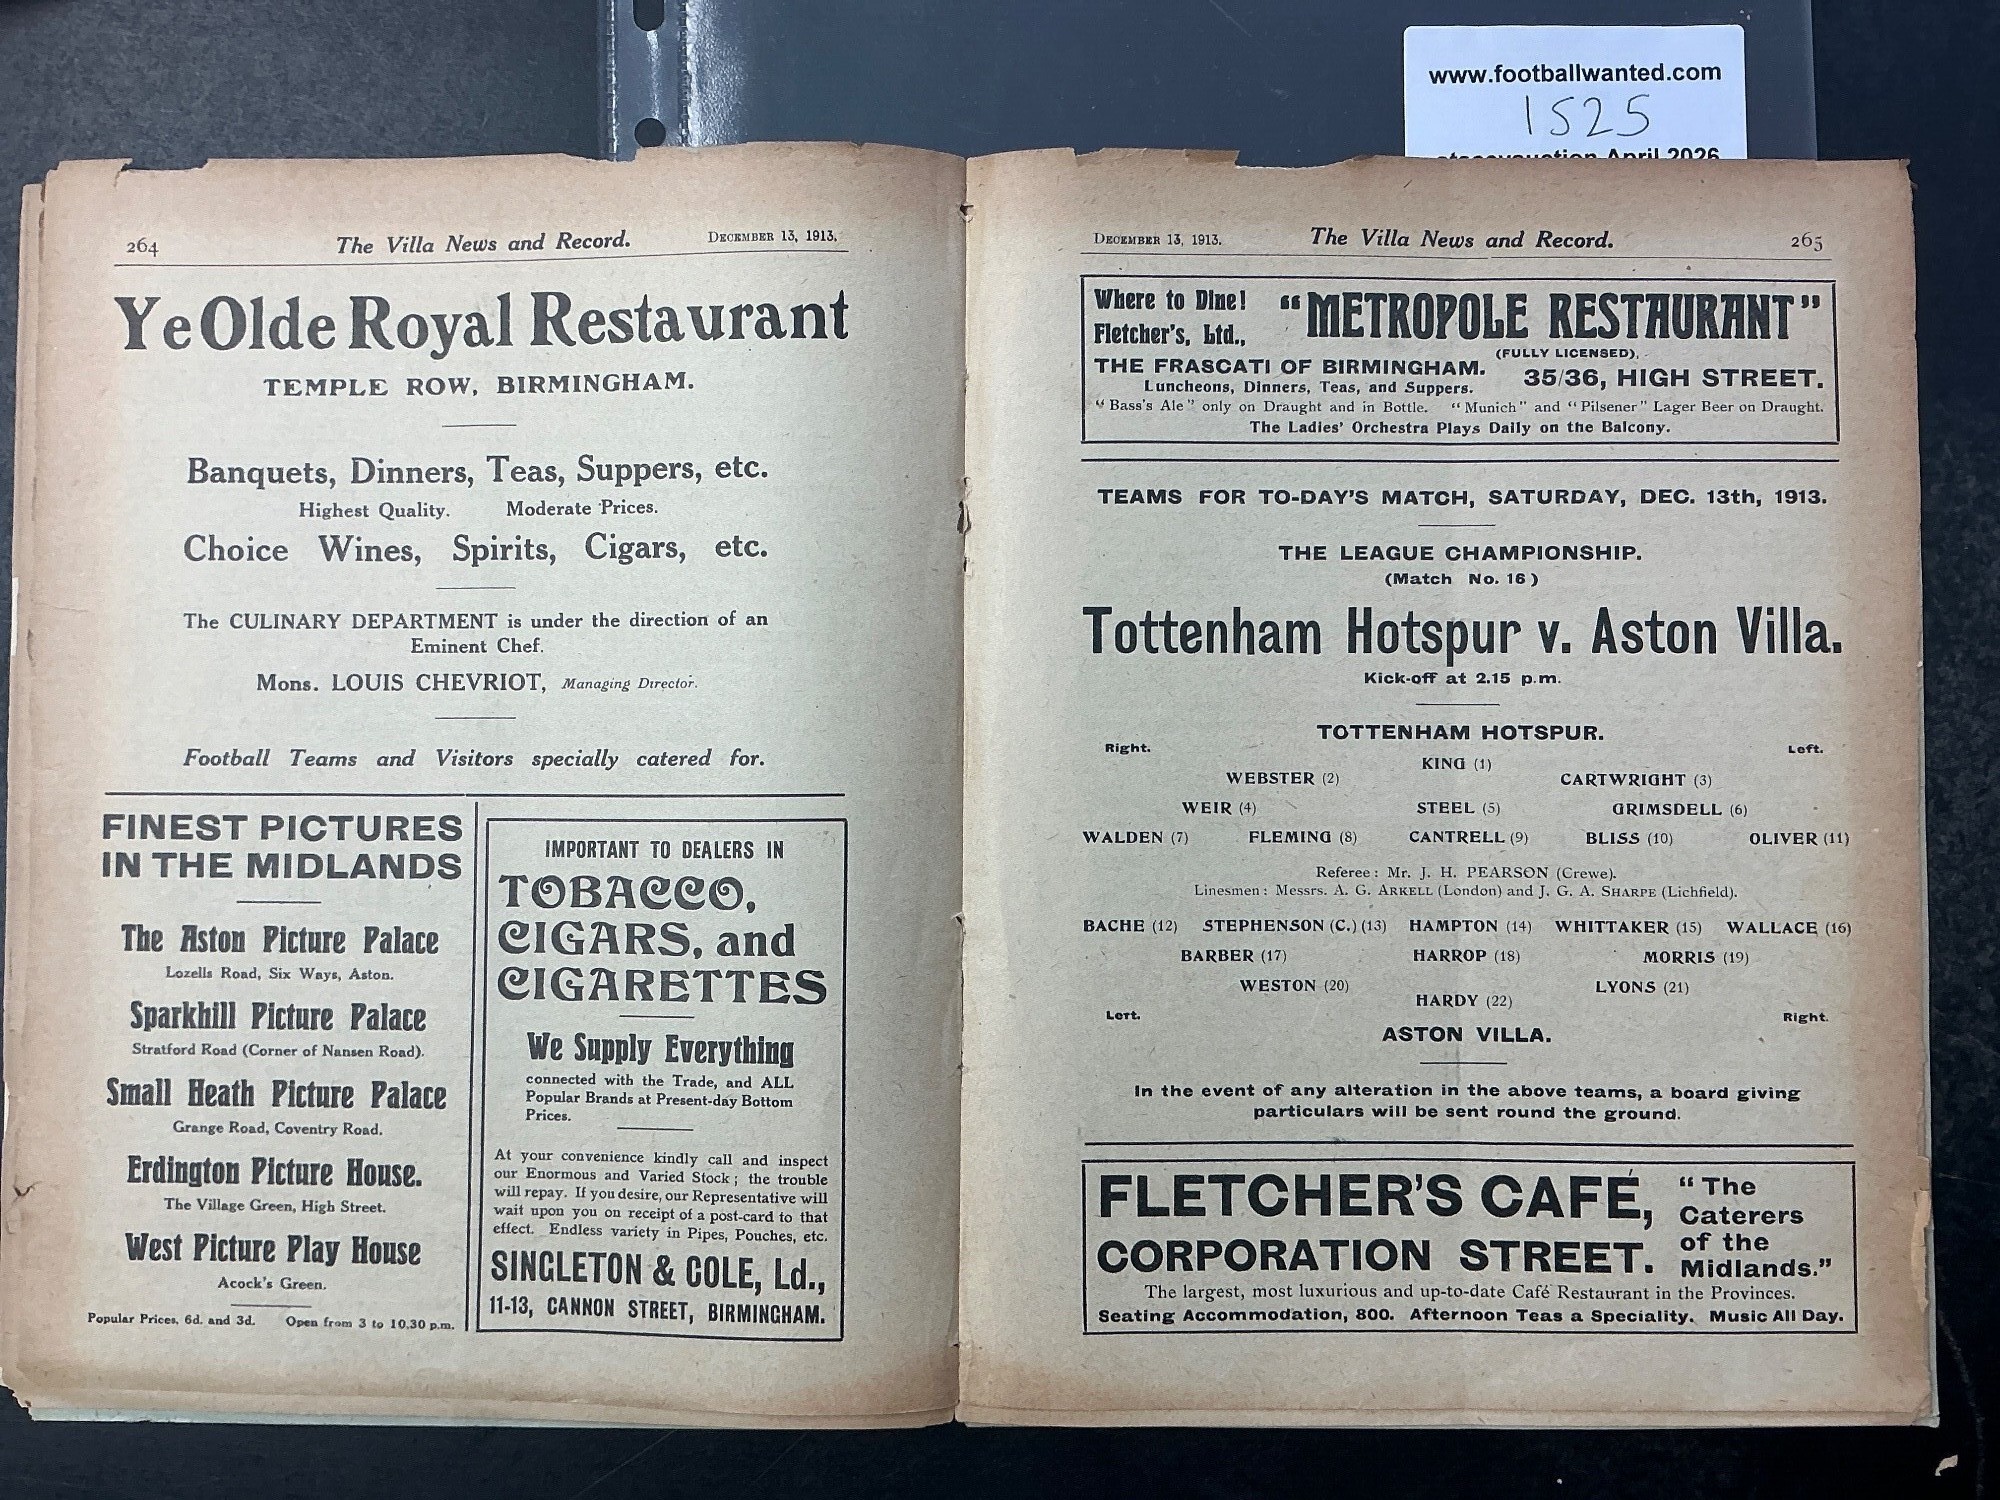 www.footballwanted.com
1525
April 2026
264
The Villa News and Record.
DECEMBER 13, 1913.
Ye Olde Royal Restaurant
TEMPLE ROW, BIRMINGHAM.
Banquets, Dinners, Teas, Suppers, etc.
Highest Quality. Moderate Prices.
Choice Wines, Spirits, Cigars, etc.
The CULINARY DEPARTMENT is under the direction of an
Eminent Chef.
Mons. LOUIS CHEVRIOT, Managing Director.
Football Teams and Visitors specially catered for.
FINEST PICTURES
IN THE MIDLANDS
The Aston Picture Palace
Lozells Road, Six Ways, Aston.
Sparkhill Picture Palace
Stratford Road (Corner of Nansen Road).
Small Heath Picture Palace
Grange Road, Coventry Road.
Erdington Picture House.
The Village Green, High Street.
West Picture Play House
Acock's Green.
Popular Prices, 6d. and 3d. Open from 3 to 10.30 p.m.
IMPORTANT TO DEALERS IN
TOBACCO,
CIGARS, and
CIGARETTES
We Supply Everything
connected with the Trade, and ALL
Popular Brands at Present-day Bottom
Prices.
At your convenience kindly call and inspect
our Enormous and Varied Stock; the trouble
will repay. If you desire, our Representative will
wait upon you on receipt of a post-card to that
effect. Endless variety in Pipes, Pouches, etc.
SINGLETON & COLE, Ld.,
11-13, CANNON STREET, BIRMINGHAM.
DECEMBER 13, 1913.
The Villa News and Record.
265
Where to Dine!
Fletcher's, Ltd.,
"METROPOLE RESTAURANT"
(FULLY LICENSED),
THE FRASCATI OF BIRMINGHAM.
35/36, HIGH STREET.
Luncheons, Dinners, Teas, and Suppers.
"Bass's Ale" only on Draught and in Bottle. "Munich" and "Pilsener" Lager Beer on Draught.
The Ladies' Orchestra Plays Daily on the Balcony.
TEAMS FOR TO-DAY'S MATCH, SATURDAY, DEC. 13th, 1913.
THE LEAGUE CHAMPIONSHIP.
(Match No. 16)
Tottenham Hotspur v. Aston Villa.
Kick-off at 2.15 p.m.
TOTTENHAM HOTSPUR.
Right. Left.
KING (1)
WEBSTER (2) CARTWRIGHT (3)
WEIR (4) STEEL (5) GRIMSDELL (6)
WALDEN (7) FLEMING (8) CANTRELL (9) BLISS (10) OLIVER (11)
Referee: Mr. J. H. PEARSON (Crewe).
Linesmen: Messrs. A. G. ARKELL (London) and J. G. A. SHARPE (Lichfield).
BACHE (12) STEPHENSON (C.) (13) HAMPTON (14) WHITTAKER (15) WALLACE (16)
BARBER (17) HARROP (18) MORRIS (19)
WESTON (20) LYONS (21)
HARDY (22)
Left. Right.
ASTON VILLA.
In the event of any alteration in the above teams, a board giving
particulars will be sent round the ground.
FLETCHER'S CAFÉ,
CORPORATION STREET.
"The
Caterers
of the
Midlands."
The largest, most luxurious and up-to-date Café Restaurant in the Provinces.
Seating Accommodation, 800. Afternoon Teas a Speciality. Music All Day.